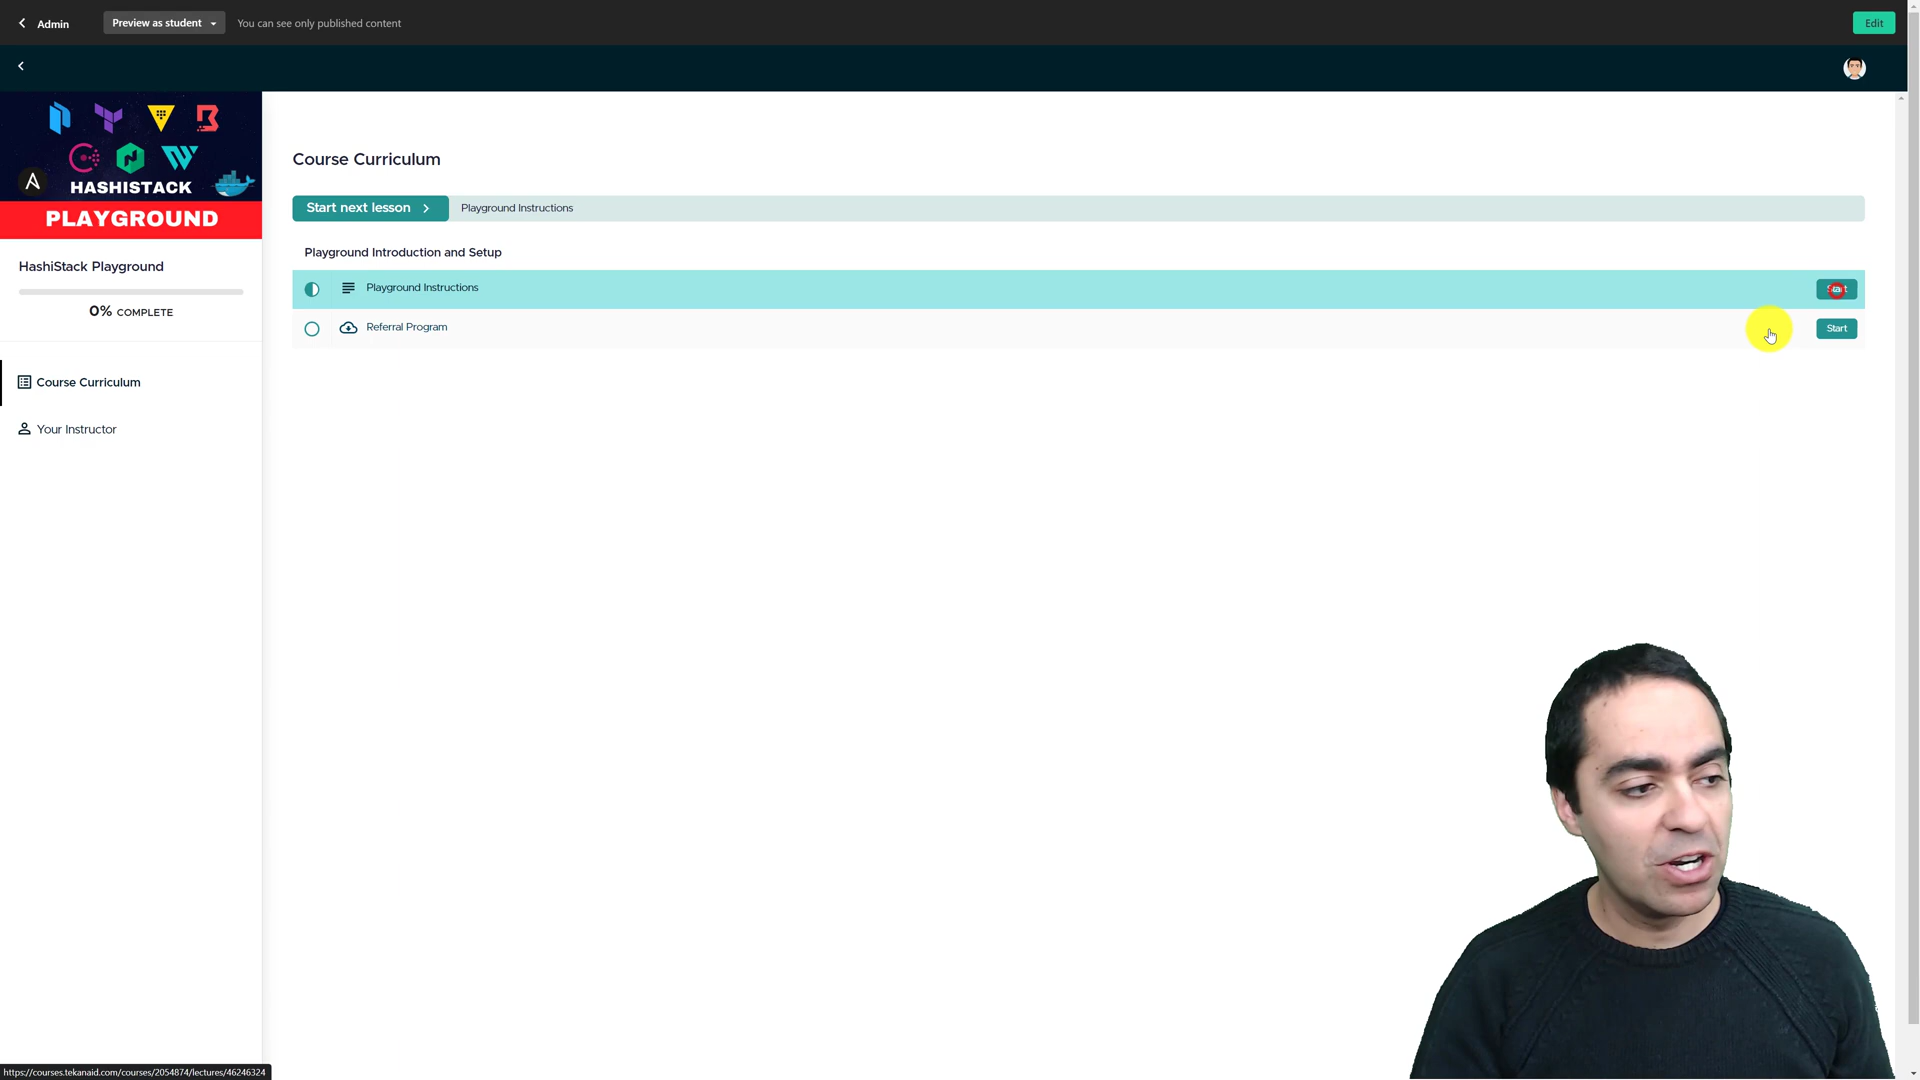 Admin
Preview as student
You can see only published content
Edit
HASHISTACK
PLAYGROUND
HashiStack Playground
0% COMPLETE
Course Curriculum
Your Instructor
Course Curriculum
Start next lesson
Playground Instructions
Playground Introduction and Setup
Playground Instructions
Start
Referral Program
Start
https://courses.tekanaid.com/courses/2054874/lectures/46246324